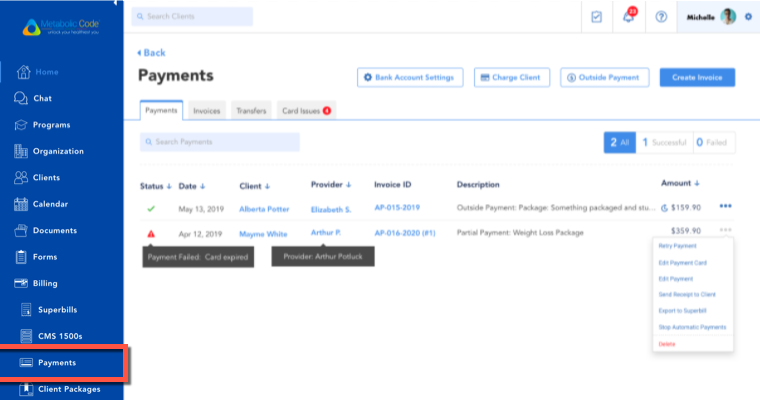 Metabolic Code
unlock your healthiest you
Home
Chat
Programs
Organization
Clients
Calendar
Documents
Forms
Billing
Superbills
CMS 1500s
Payments
Client Packages
Search Clients
23
Michelle
Back
Payments
Bank Account Settings
Charge Client
Outside Payment
Create Invoice
Payments Invoices Transfers Card Issues 4
Search Payments
2 All 1 Successful 0 Failed
Status Date Client Provider Invoice ID Description Amount
May 13, 2019 Alberta Potter Elizabeth S. AP-015-2019 Outside Payment: Package: Something packaged and stu... $159.90
Apr 12, 2019 Mayme White Arthur P. AP-016-2020 (#1) Partial Payment: Weight Loss Package $359.90
Payment Failed: Card expired
Provider: Arthur Potluck
Retry Payment
Edit Payment Card
Edit Payment
Send Receipt to Client
Export to Superbill
Stop Automatic Payments
Delete